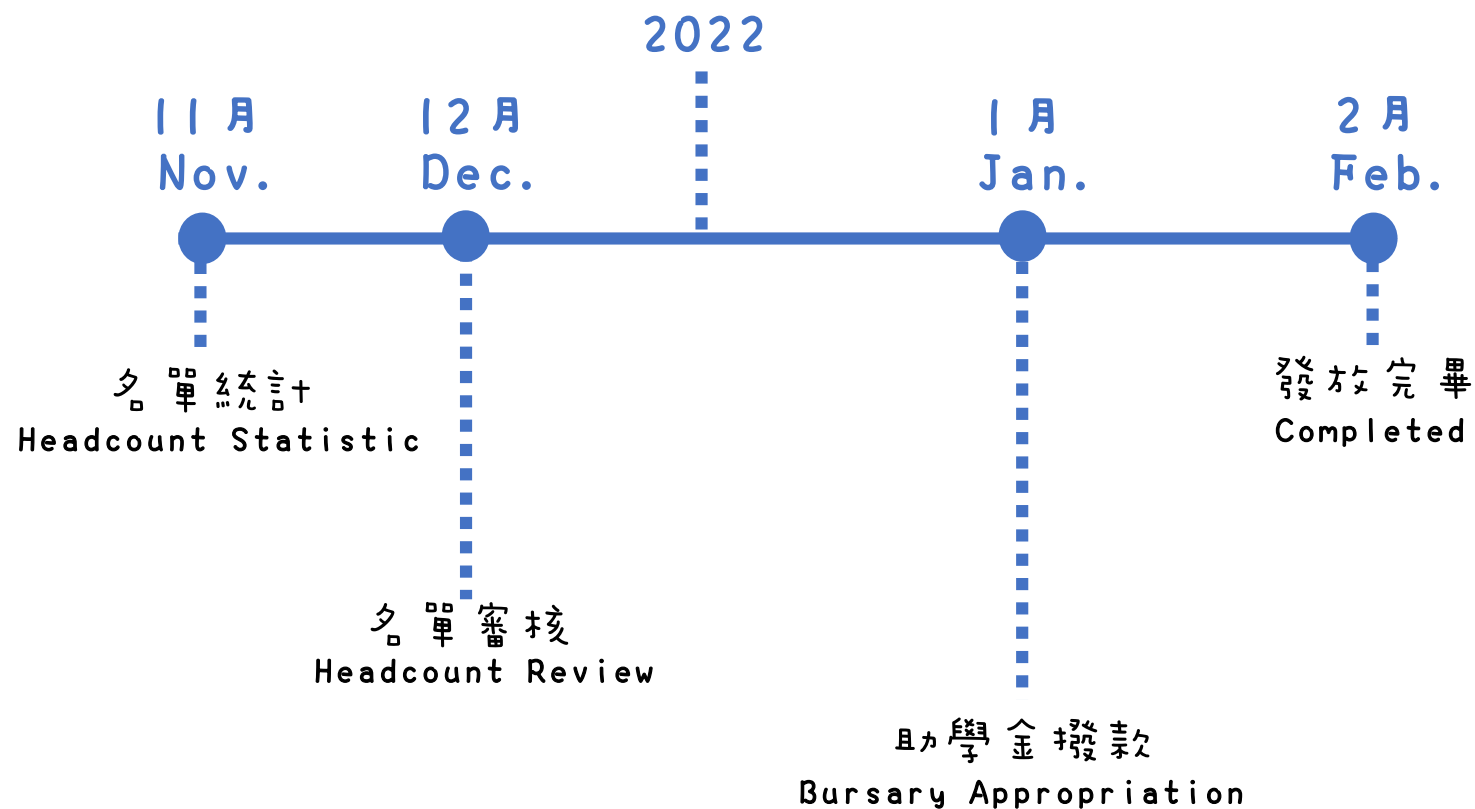 2022
11月
Nov.
12月
Dec.
1月
Jan.
2月
Feb.
名單統計
Headcount Statistic
名單審核
Headcount Review
助學金撥款
Bursary Appropriation
發放完畢
Completed